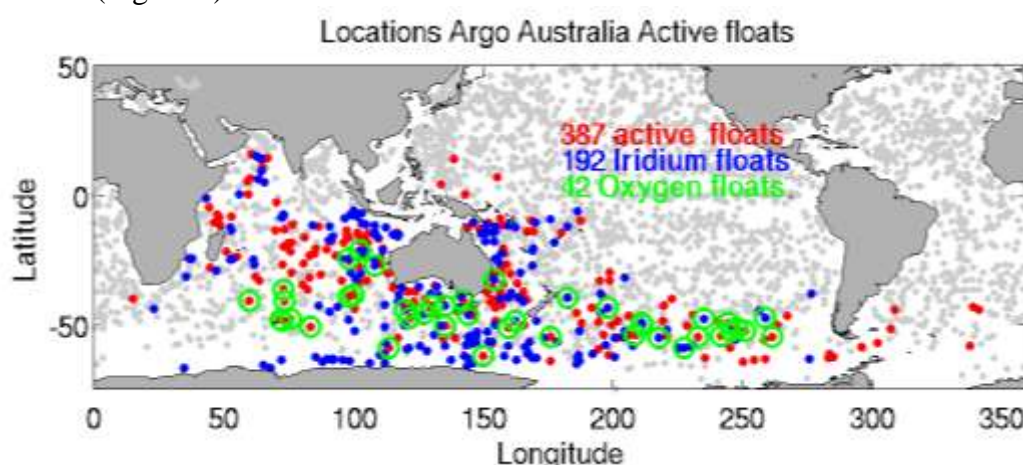 Locations Argo Australia Active floats
50
387 active floats
192 Iridium floats
42 Oxygen floats
0
Latitude
-50
0 50 100 150 200 250 300 350
Longitude